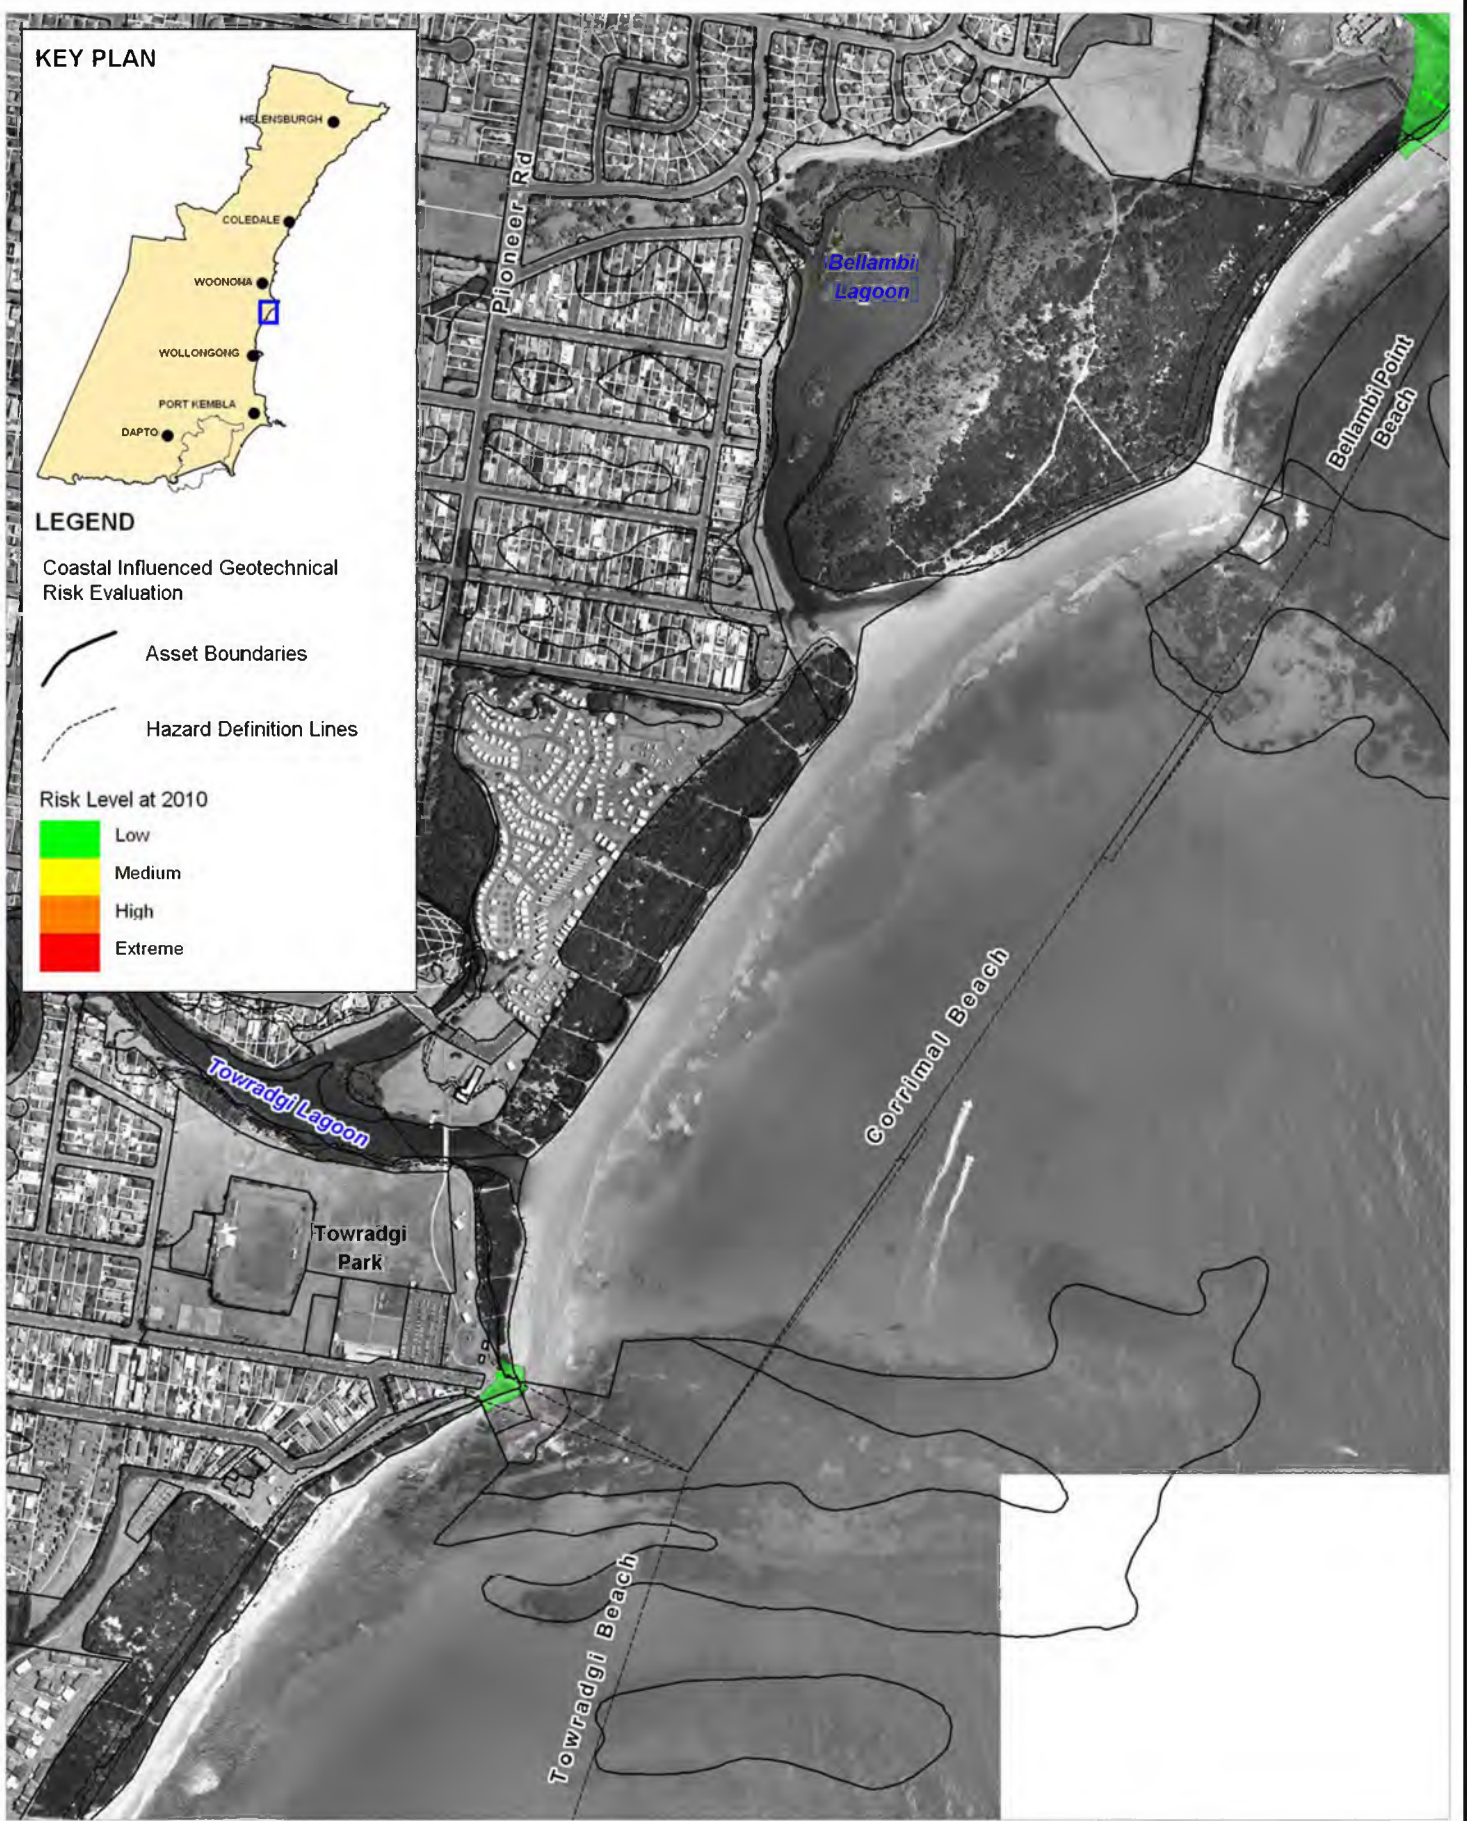 KEY PLAN
HELENSBURGH
COLEDALE
WOONONA
WOLLONGONG
PORT KEMBLA
DAPTO
LEGEND
Coastal Influenced Geotechnical
Risk Evaluation
Asset Boundaries
Hazard Definition Lines
Risk Level at 2010
Low
Medium
High
Extreme
Pioneer Rd
Bellambi
Lagoon
Bellambi Point
Beach
Corrimal Beach
Towradgi Lagoon
Towradgi
Park
Towradgi Beach